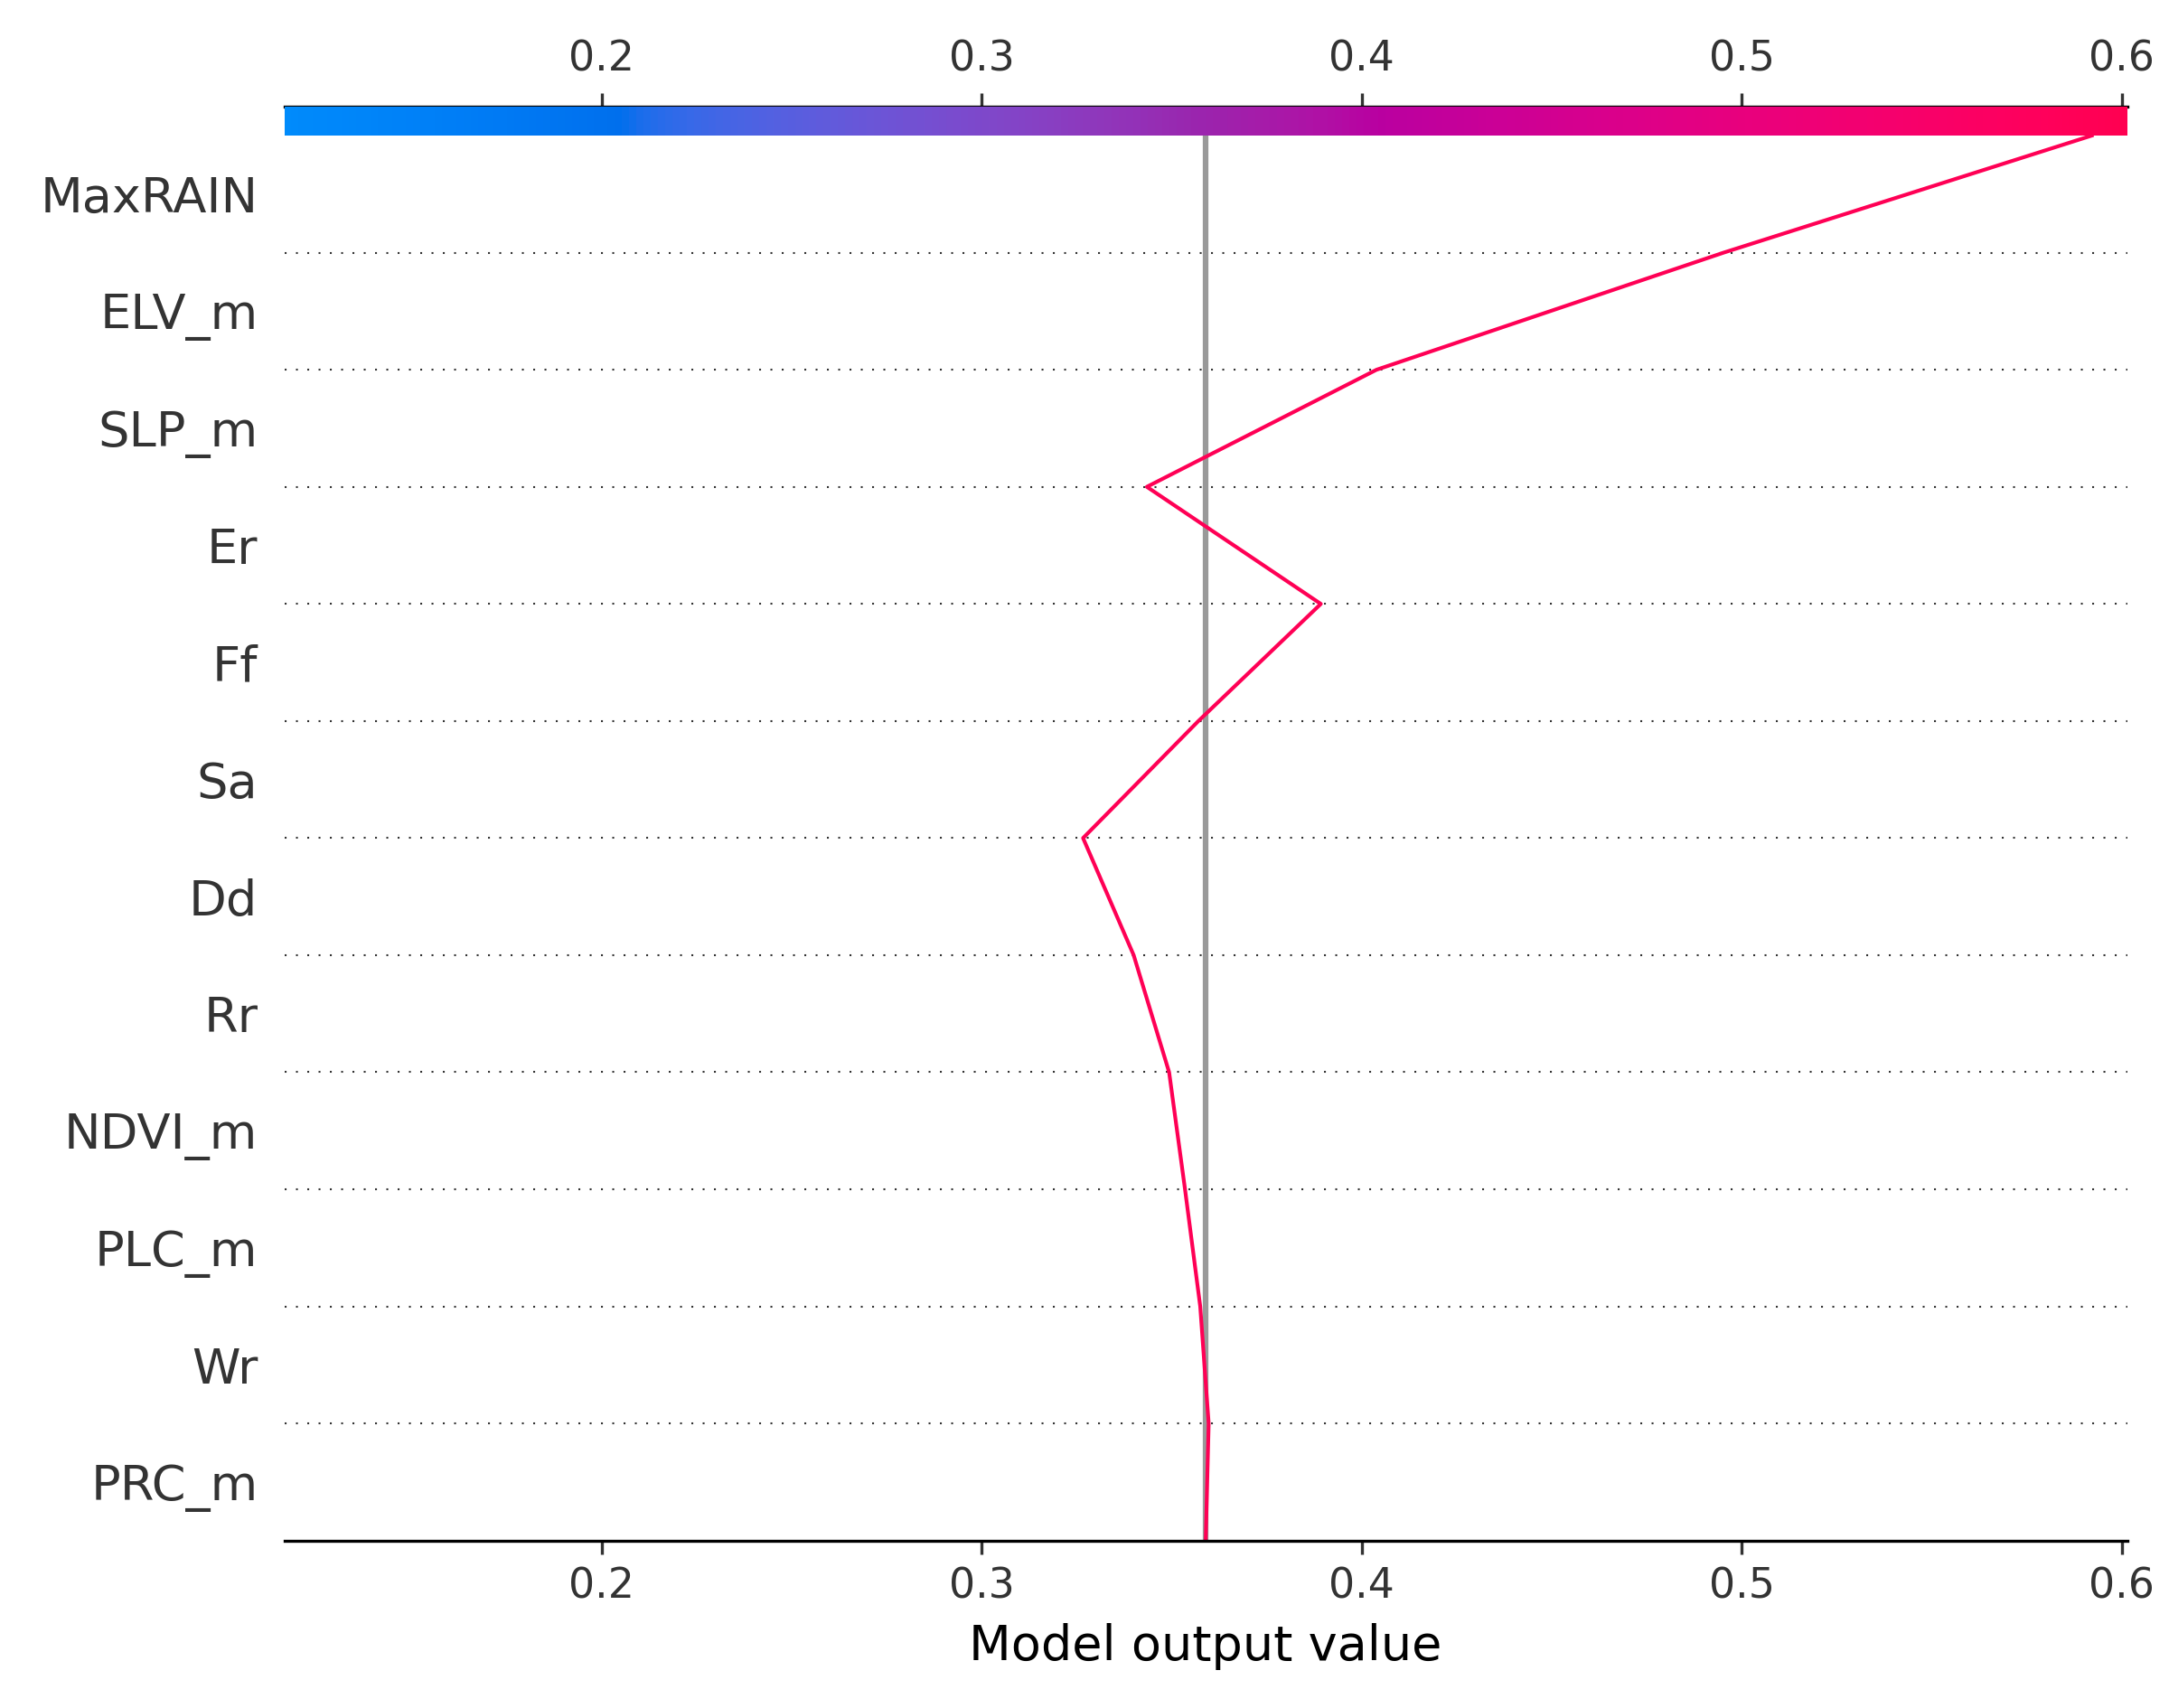 0.2 0.3 0.4 0.5 0.6
MaxRAIN
ELV_m
SLP_m
Er
Ff
Sa
Dd
Rr
NDVI_m
PLC_m
Wr
PRC_m
0.2 0.3 0.4 0.5 0.6
Model output value